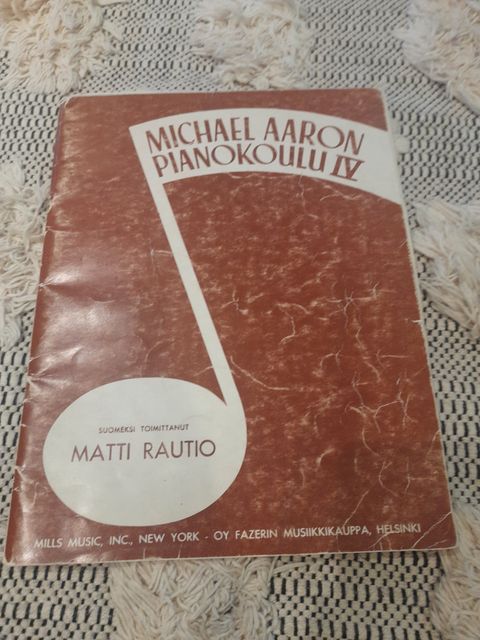 MICHAEL AARON
PIANOKOULU IV
SUOMEKSI TOIMITTANUT
MATTI RAUTIO
MILLS MUSIC, INC., NEW YORK - OY FAZERIN MUSIIKKIKAUPPA, HELSINKI